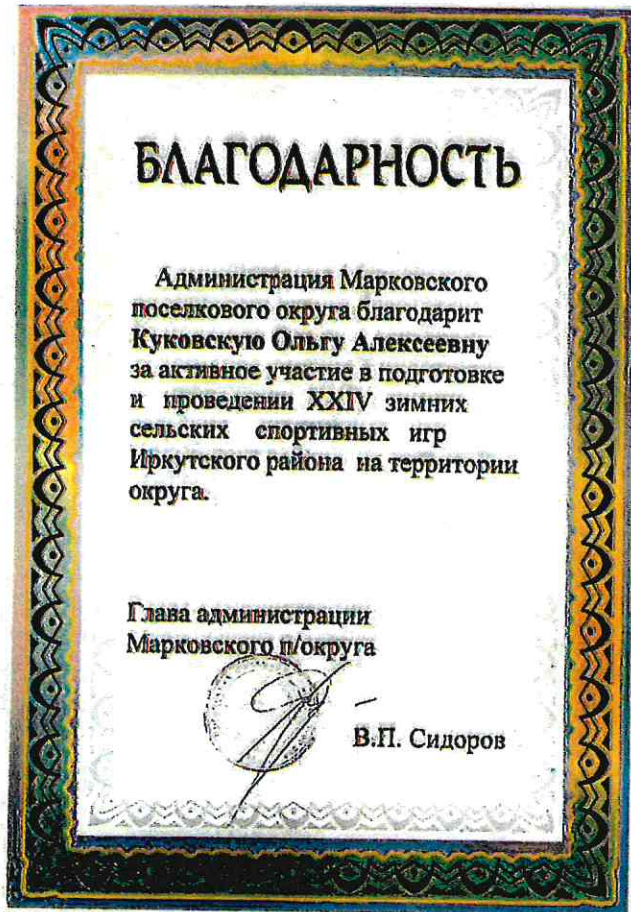 БЛАГОДАРНОСТЬ
Администрация Марковского
поселкового округа благодарит
Куковскую Ольгу Алексеевну
за активное участие в подготовке
и проведении XXIV зимних
сельских спортивных игр
Иркутского района на территории
округа.
Глава администрации
Марковского п/округа
В.П. Сидоров